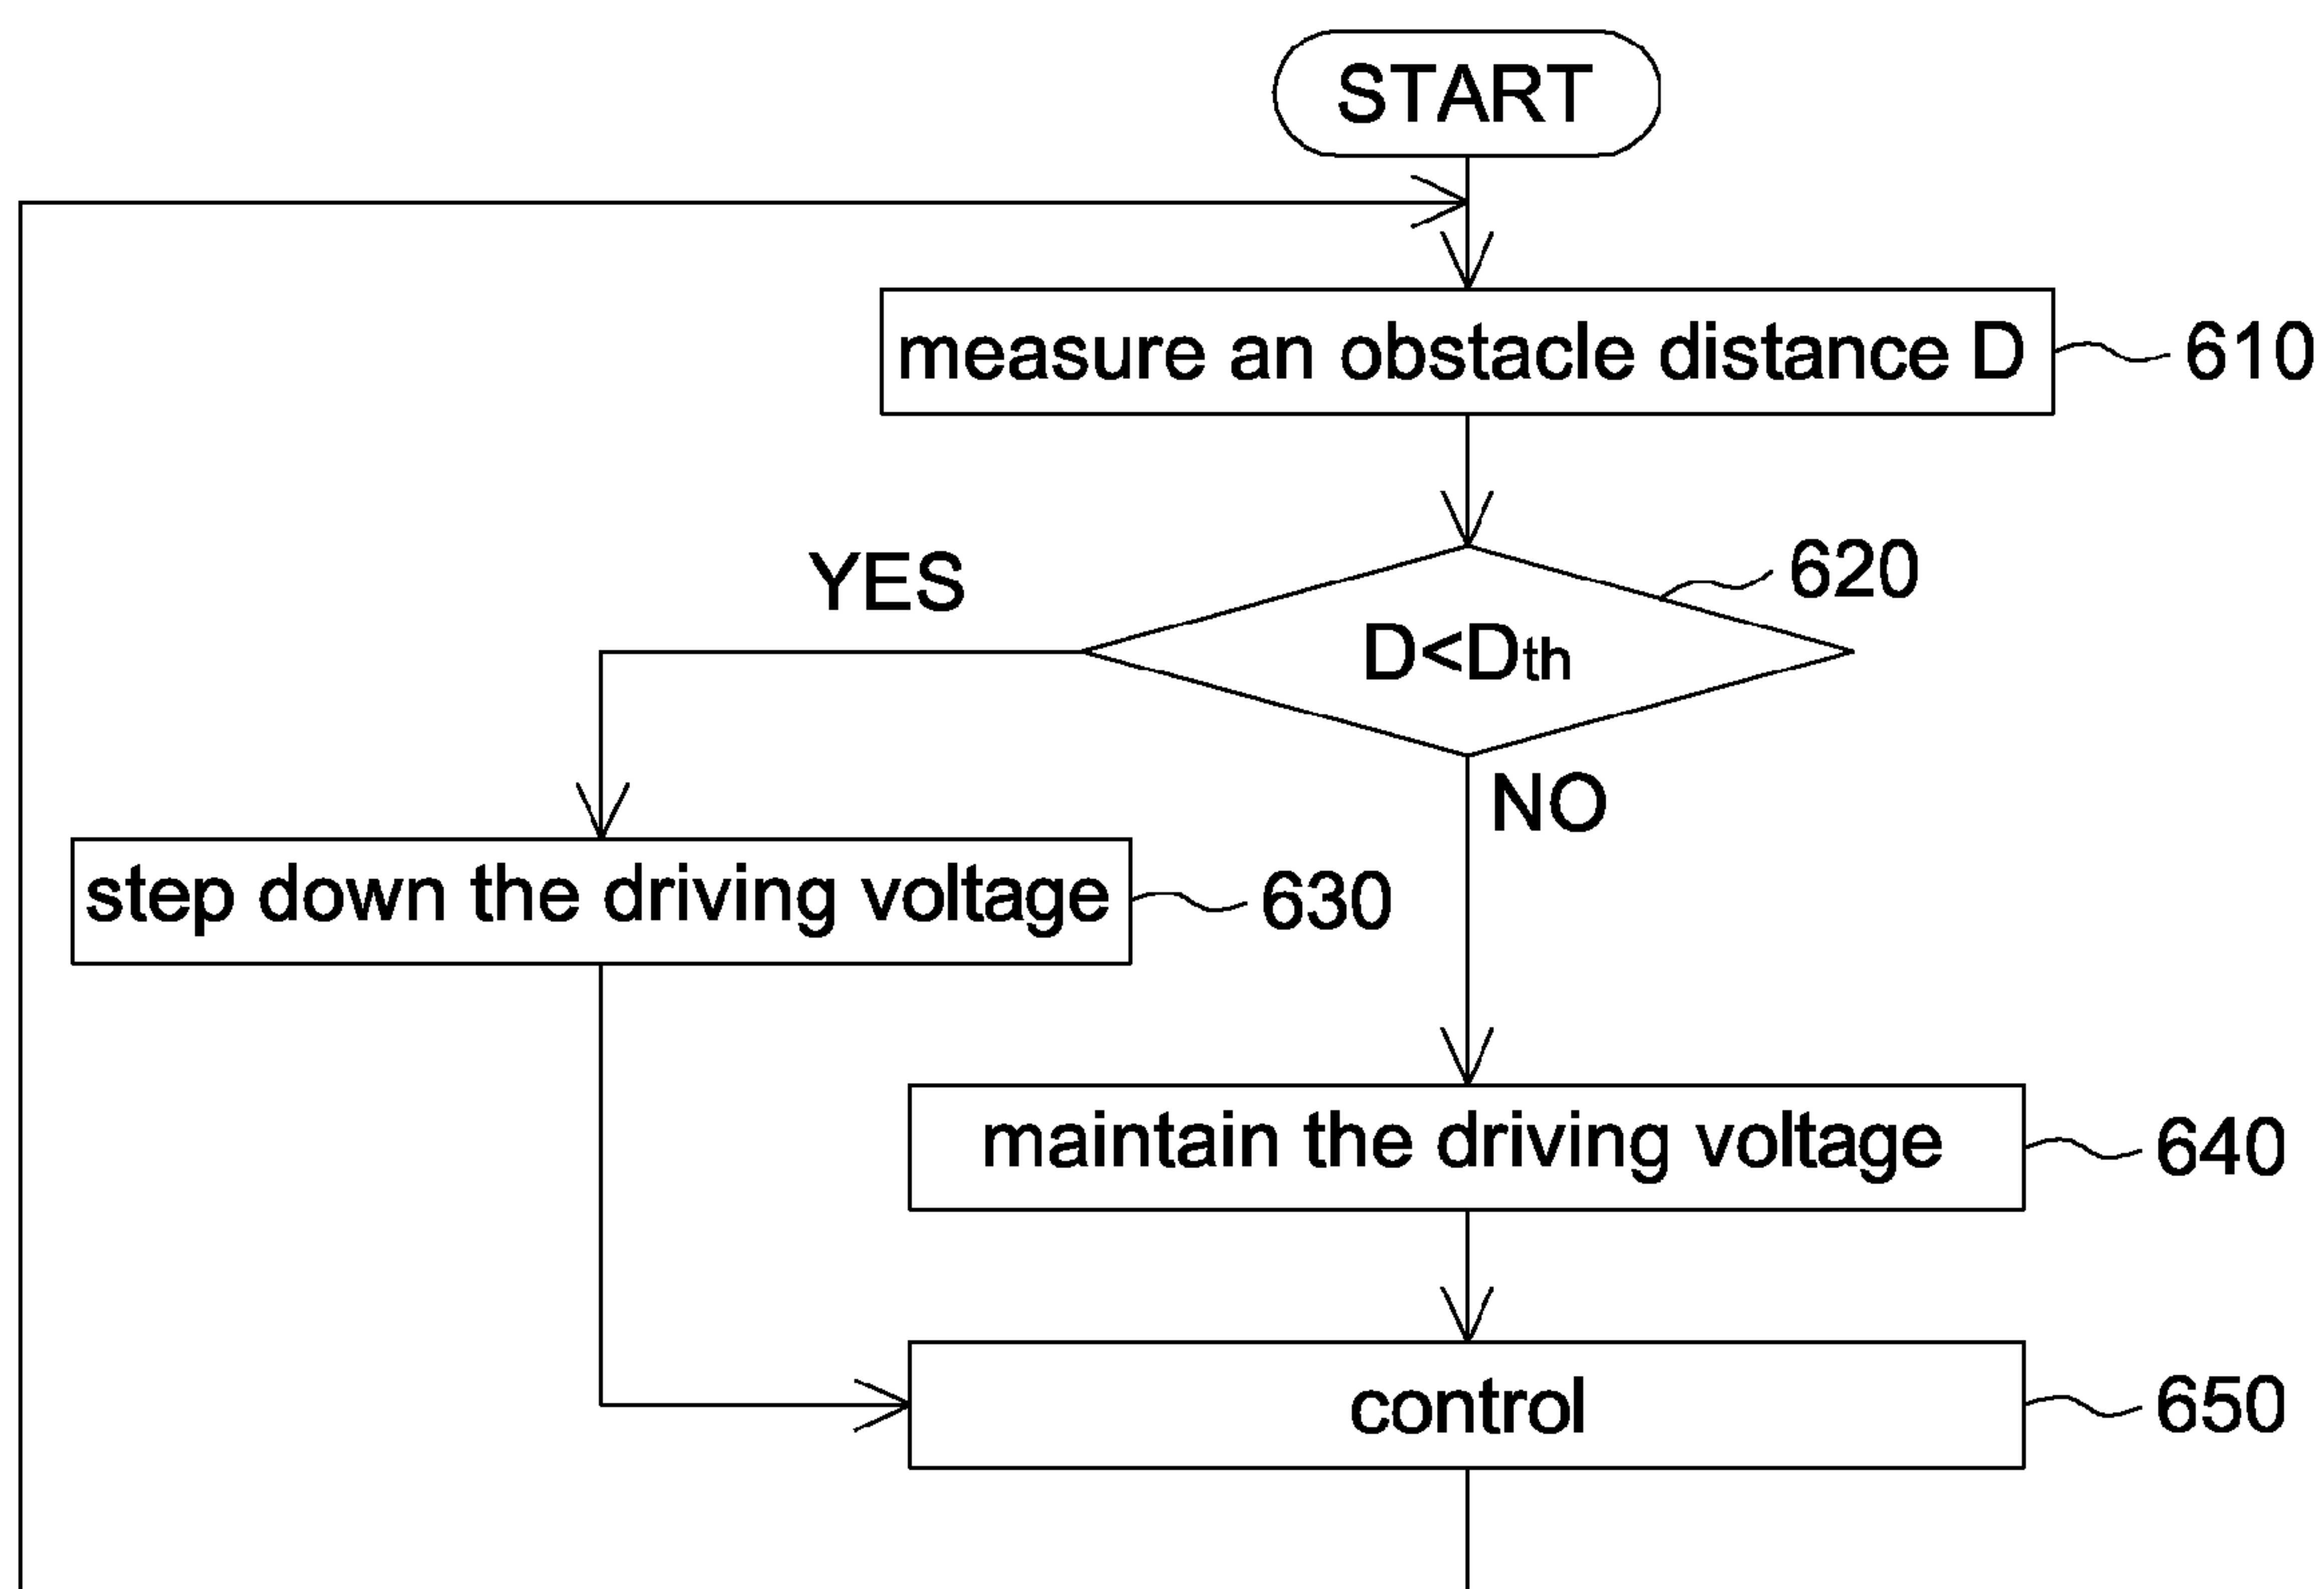 START
measure an obstacle distance D
610
620
YES
D<Dth
NO
step down the driving voltage
630
maintain the driving voltage
640
control
650